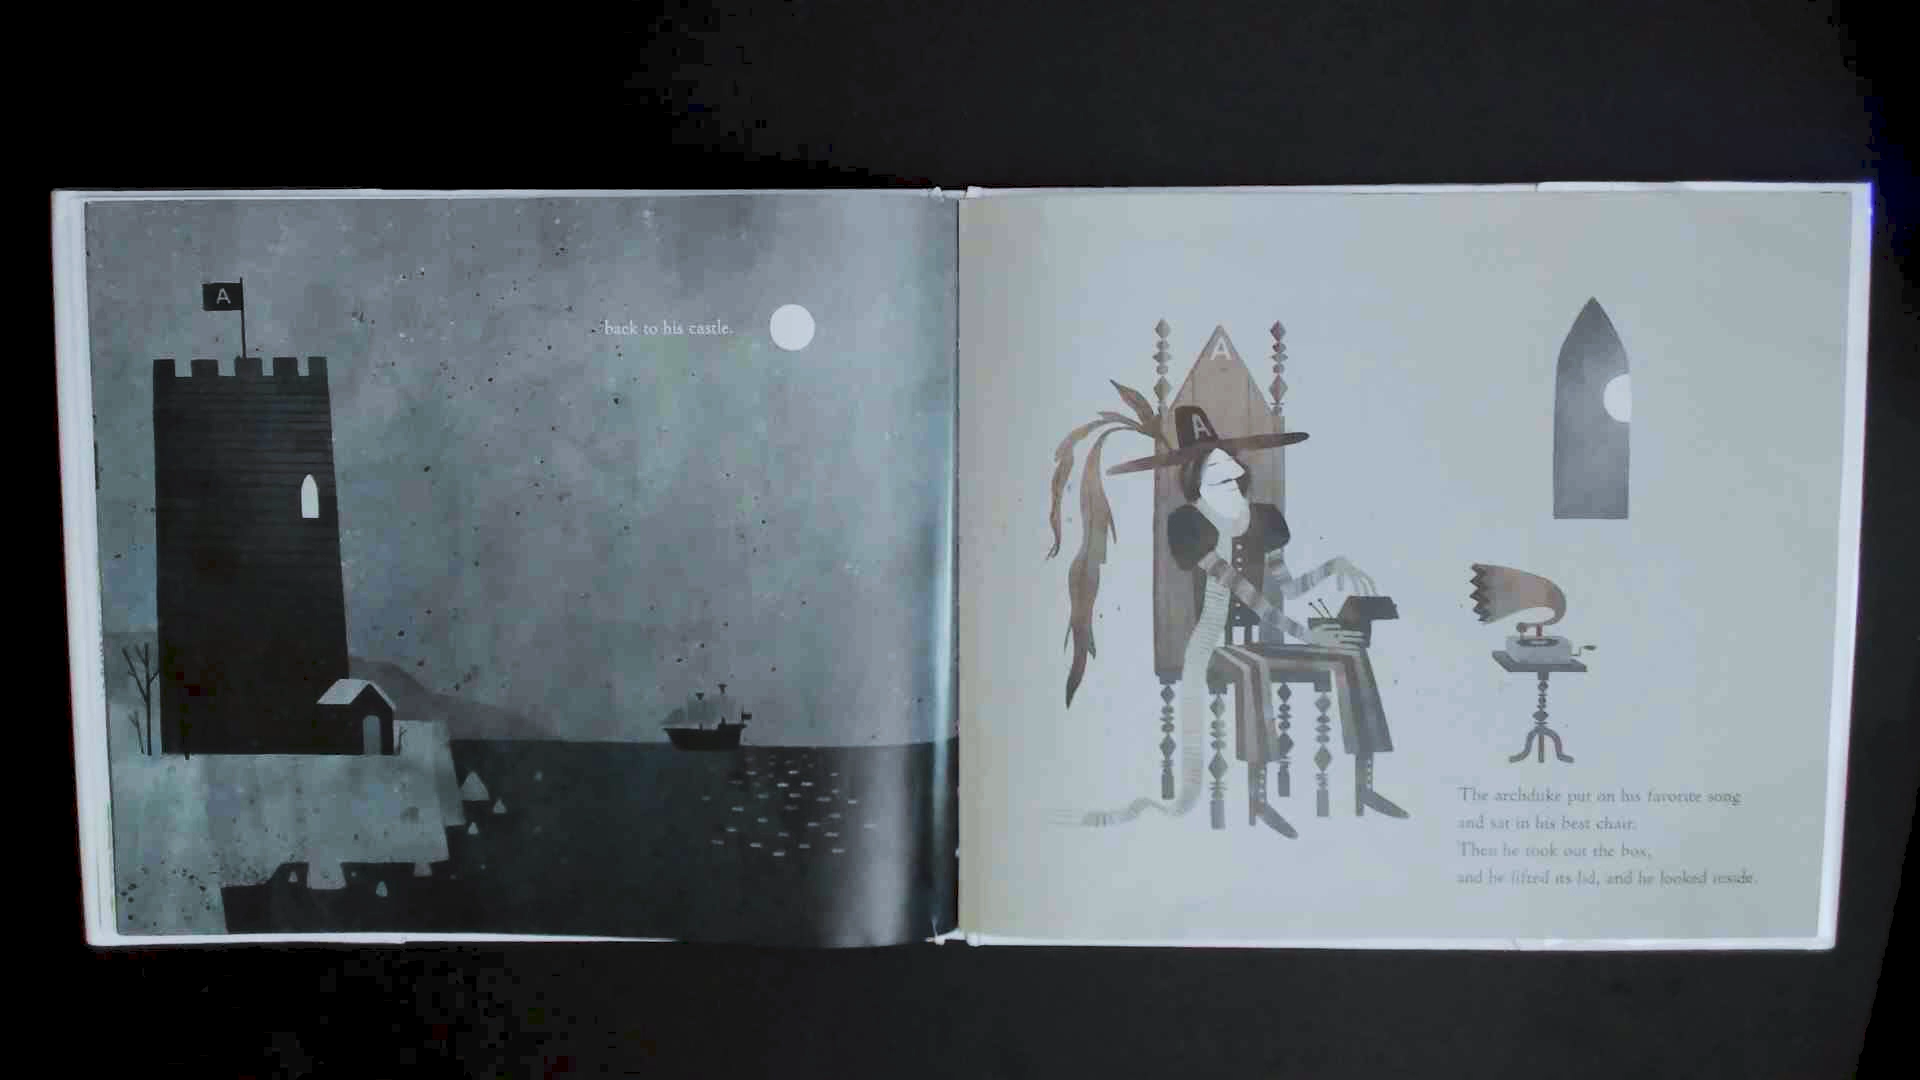 A
back to his castle.
A
A
The archduke put on his favorite song
and sat in his best chair.
Then he took out the box,
and he lifted its lid, and he looked inside.